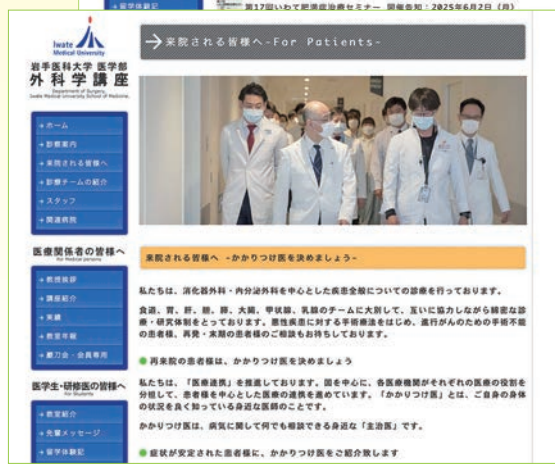 →留学体験記
第17回いわて肥満症治療セミナー 開催告知：2025年6月2日（月）
Iwate
Medical University
岩手医科大学 医学部
外科学講座
Department of Surgery,
Iwate Medical University, School of Medicine.
→ホーム
→診療案内
→来院される皆様へ
→診療チームの紹介
→スタッフ
→関連病院
医療関係者の皆様へ
For Medical persons
→教授挨拶
→講座紹介
→実績
→教室年報
→磨刀会・会員専用
医学生・研修医の皆様へ
For Students
→教室紹介
→先輩メッセージ
→留学体験記
→来院される皆様へ-For Patients-
来院される皆様へ -かかりつけ医を決めましょう-
私たちは、消化器外科・内分泌外科を中心とした疾患全般についての診療を行っております。
食道、胃、肝、胆、膵、大腸、甲状腺、乳腺のチームに大別して、互いに協力しながら綿密な診
療・研究体制をとっております。悪性疾患に対する手術療法をはじめ、進行がんのための手術不能
の患者様、再発・末期の患者様のご相談もお持ちしております。
再来院の患者様は、かかりつけ医を決めましょう
私たちは、「医療連携」を推進しております。国を中心に、各医療機関がそれぞれの医療の役割を
分担して、患者様を中心とした医療の連携を進めています。「かかりつけ医」とは、ご自身の身体
の状況を良く知っている身近な医師のことです。
かかりつけ医は、病気に関して何でも相談できる身近な「主治医」です。
症状が安定された患者様に、かかりつけ医をご紹介致します